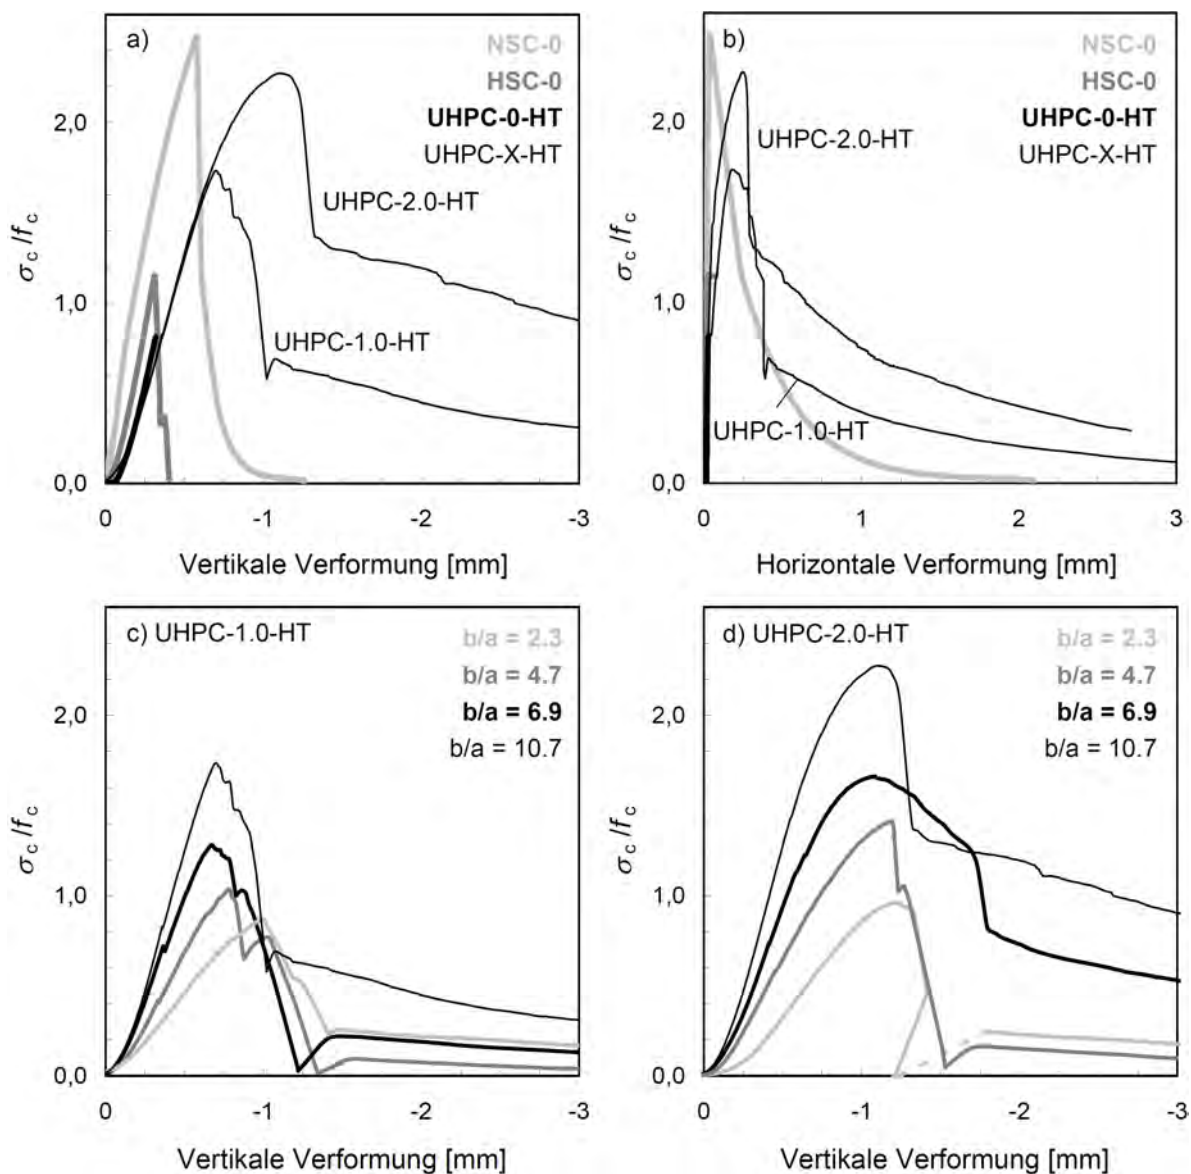 a)
NSC-0
HSC-0
UHPC-0-HT
UHPC-X-HT
UHPC-2.0-HT
UHPC-1.0-HT
2,0
1,0
0,0
σc/fc
0 -1 -2 -3
Vertikale Verformung [mm]
b)
NSC-0
HSC-0
UHPC-0-HT
UHPC-X-HT
UHPC-2.0-HT
UHPC-1.0-HT
2,0
1,0
0,0
σc/fc
0 1 2 3
Horizontale Verformung [mm]
c) UHPC-1.0-HT
b/a = 2.3
b/a = 4.7
b/a = 6.9
b/a = 10.7
2,0
1,0
0,0
σc/fc
0 -1 -2 -3
Vertikale Verformung [mm]
d) UHPC-2.0-HT
b/a = 2.3
b/a = 4.7
b/a = 6.9
b/a = 10.7
2,0
1,0
0,0
σc/fc
0 -1 -2 -3
Vertikale Verformung [mm]